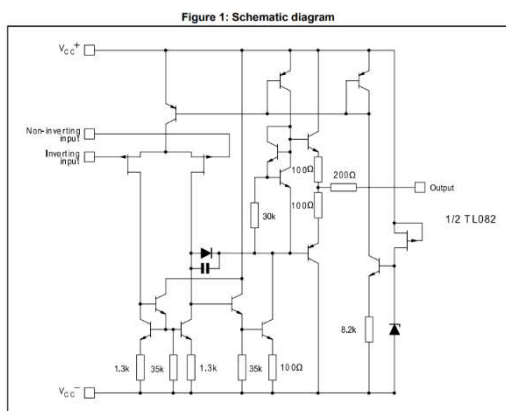 Figure 1: Schematic diagram
VCC+
Non-inverting
input
Inverting
input
100Ω
200Ω
Output
100Ω
1/2 TL082
30k
8.2k
1.3k
35k
1.3k
35k
100Ω
VCC−